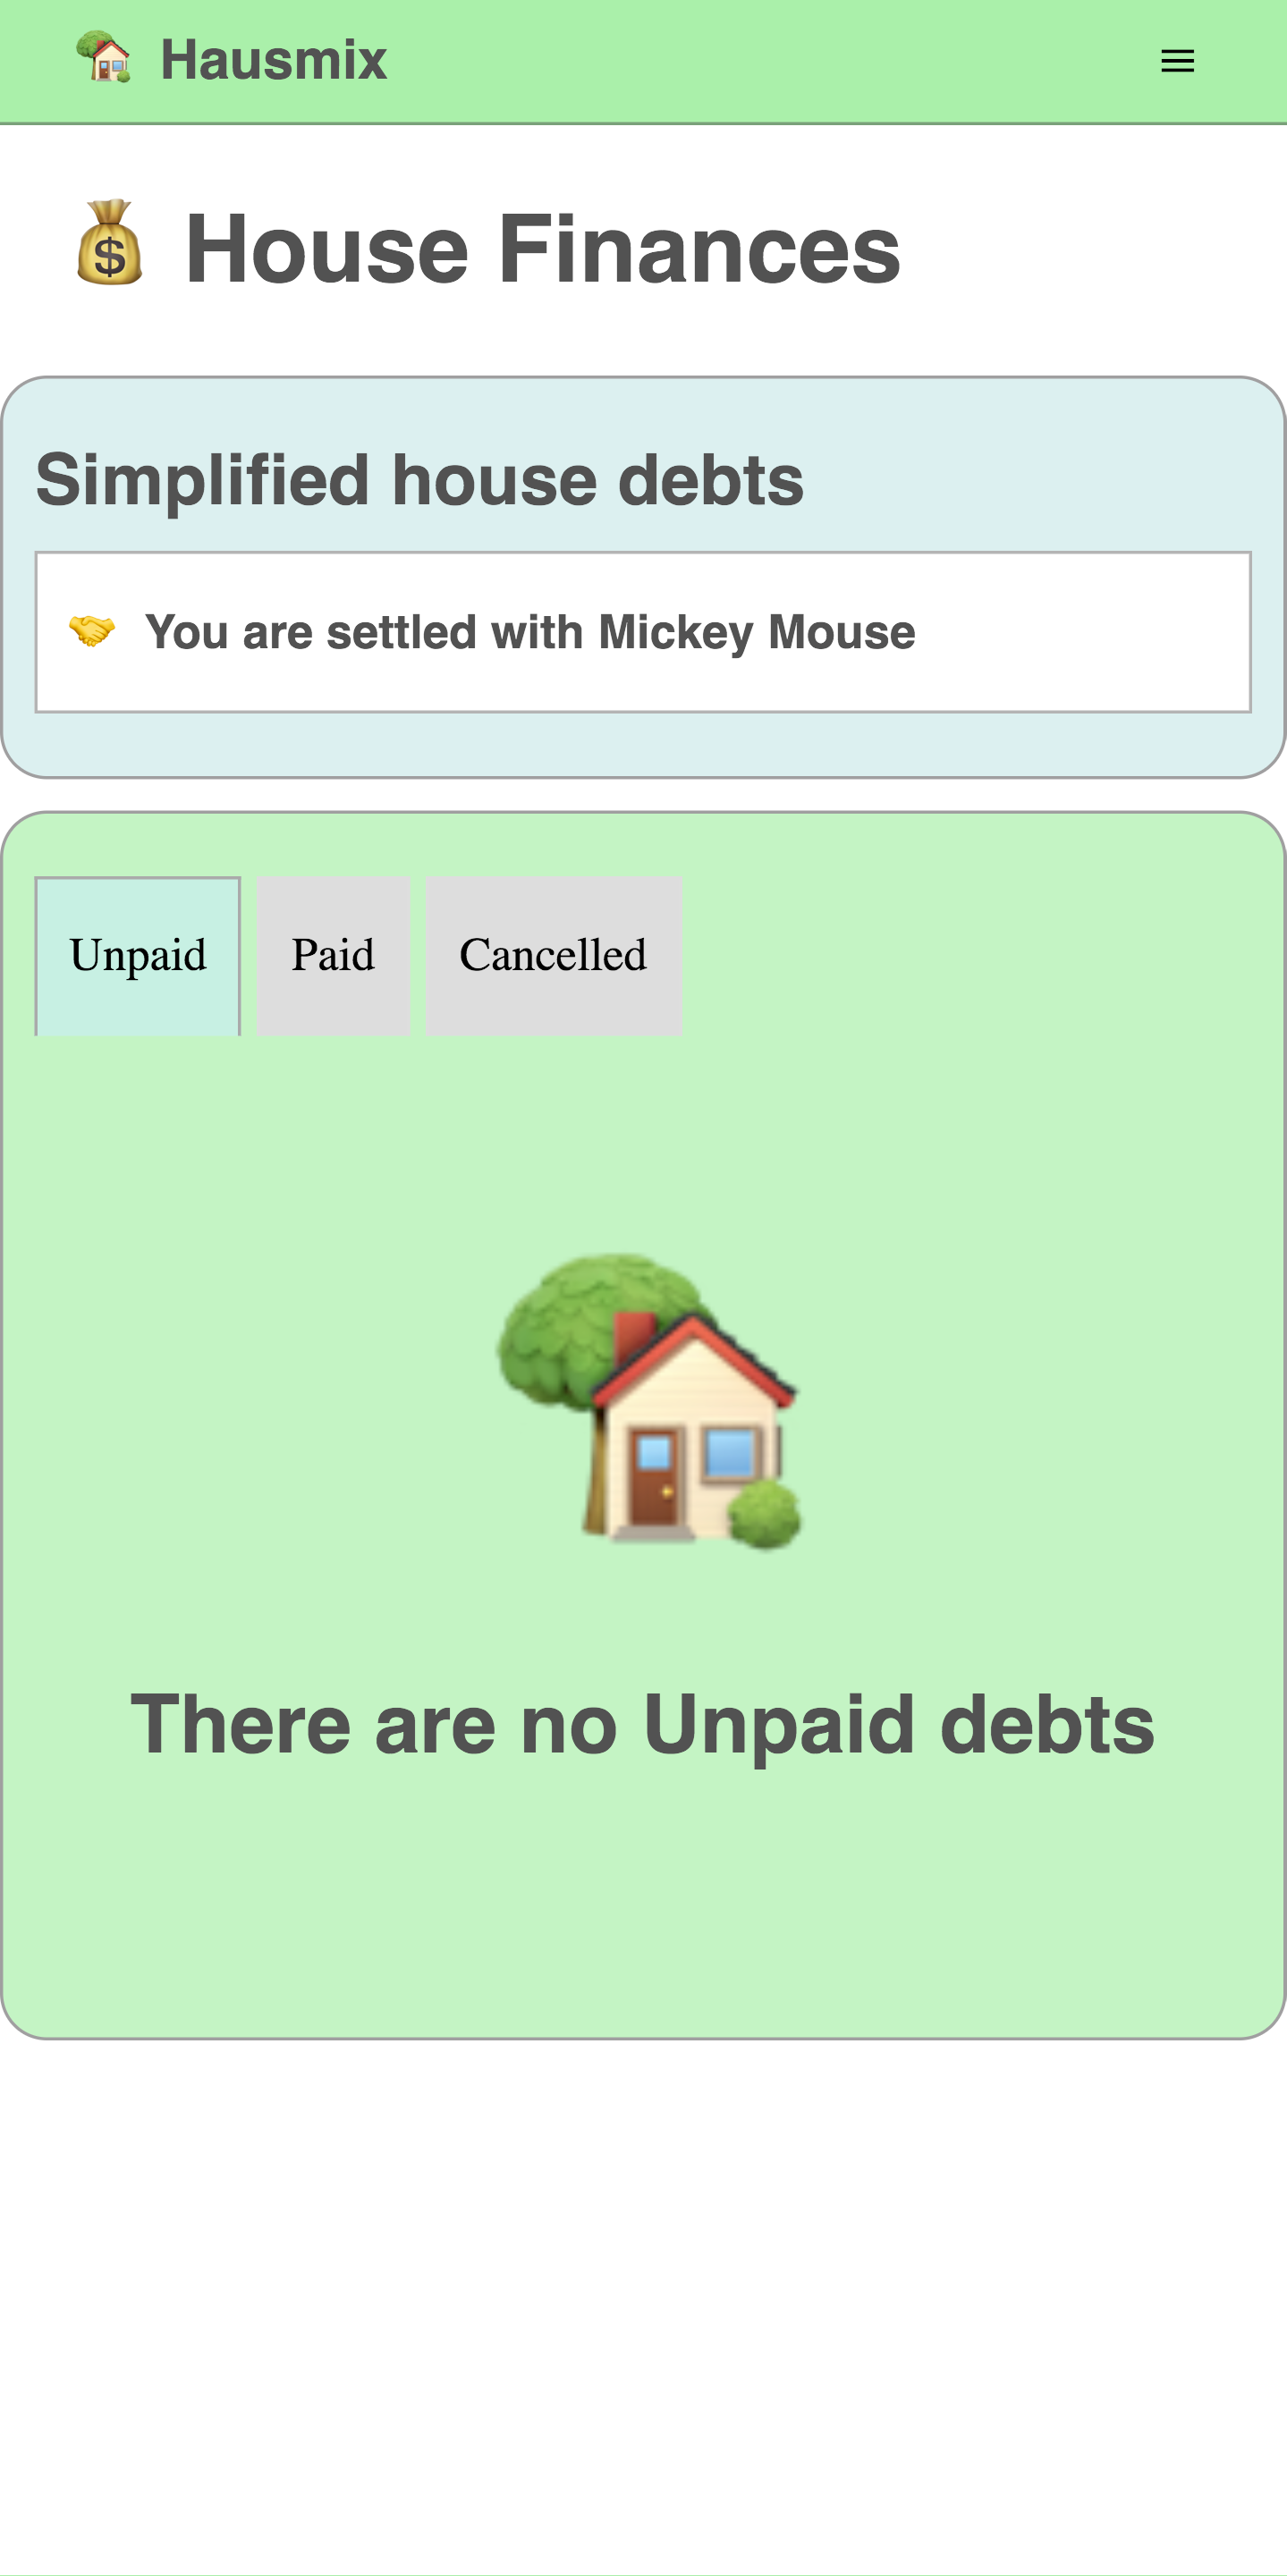 Hausmix
House Finances
Simplified house debts
You are settled with Mickey Mouse
Unpaid Paid Cancelled
There are no Unpaid debts